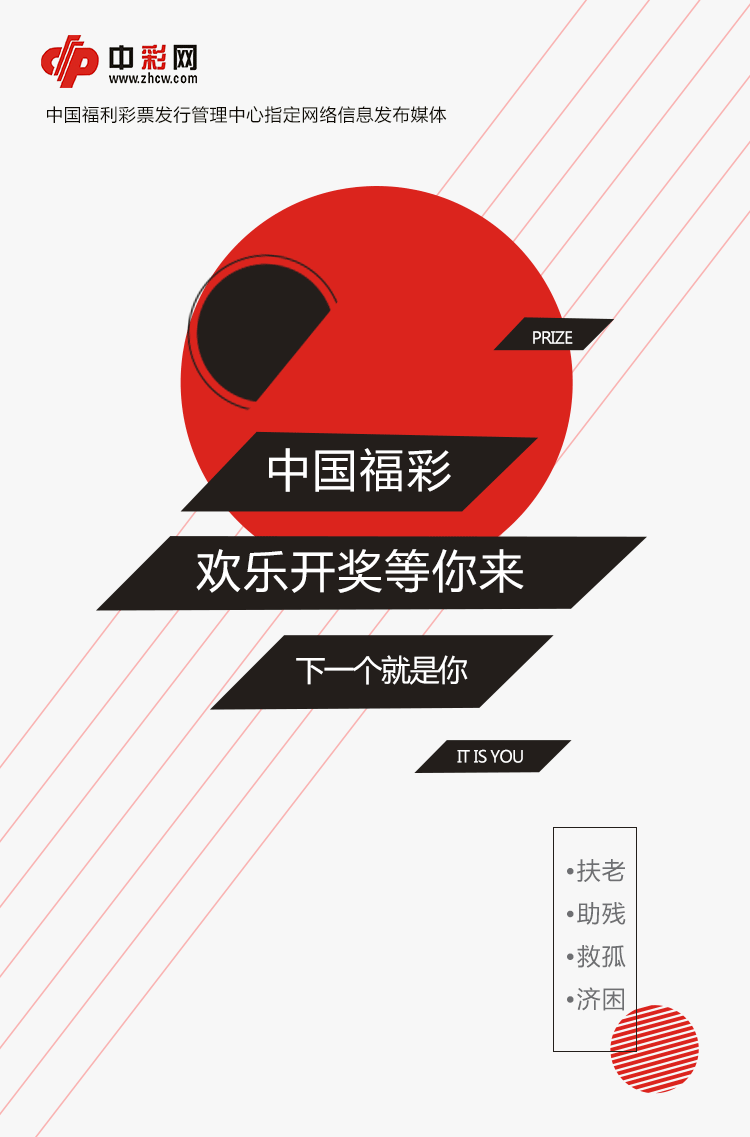 中彩网
www.zhcw.com
中国福利彩票发行管理中心指定网络信息发布媒体
PRIZE
中国福彩
欢乐开奖等你来
下一个就是你
IT IS YOU
•扶老
•助残
•救孤
•济困